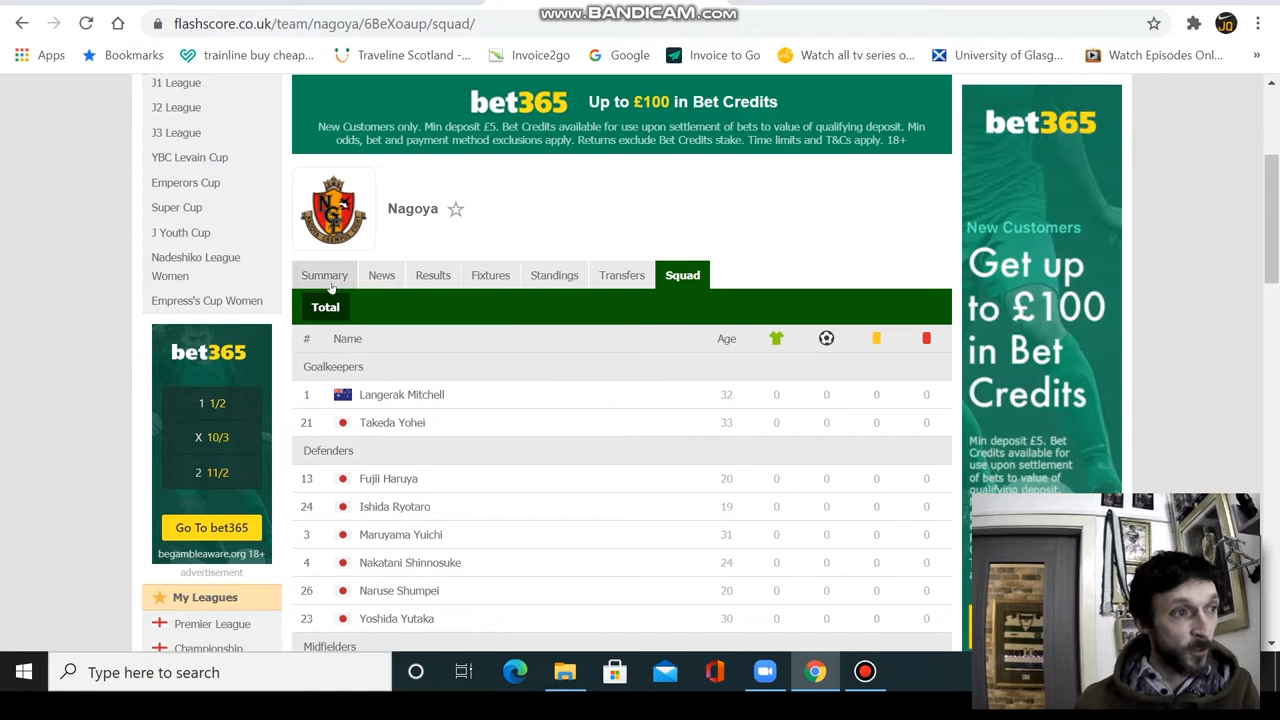 www.BANDICAM.com
flashscore.co.uk/team/nagoya/6BeXoaup/squad/
JQ
Apps
Bookmarks
trainline buy cheap...
Traveline Scotland -...
Invoice2go
Google
Invoice to Go
Watch all tv series o...
University of Glasg...
Watch Episodes Onl...
»
J1 League
J2 League
J3 League
YBC Levain Cup
Emperors Cup
Super Cup
J Youth Cup
Nadeshiko League
Women
Empress's Cup Women
bet365 Up to £100 in Bet Credits
New Customers only. Min deposit £5. Bet Credits available for use upon settlement of bets to value of qualifying deposit. Min
odds, bet and payment method exclusions apply. Returns exclude Bet Credits stake. Time limits and T&Cs apply. 18+
Nagoya
Summary News Results Fixtures Standings Transfers Squad
Total
# Name Age
Goalkeepers
1 Langerak Mitchell 32 0 0 0 0
21 Takeda Yohei 33 0 0 0 0
Defenders
13 Fujii Haruya 20 0 0 0 0
24 Ishida Ryotaro 19 0 0 0 0
3 Maruyama Yuichi 31 0 0 0 0
4 Nakatani Shinnosuke 24 0 0 0 0
26 Naruse Shumpei 20 0 0 0 0
23 Yoshida Yutaka 30 0 0 0 0
Midfielders
bet365
1 1/2
X 10/3
2 11/2
Go To bet365
begambleaware.org 18+
advertisement
My Leagues
Premier League
Championship
bet365
New Customers
Get up
to £100
in Bet
Credits
Min deposit £5. Bet
Credits available for
use upon settlement
of bets to value of
qualifying deposit.
Type here to search